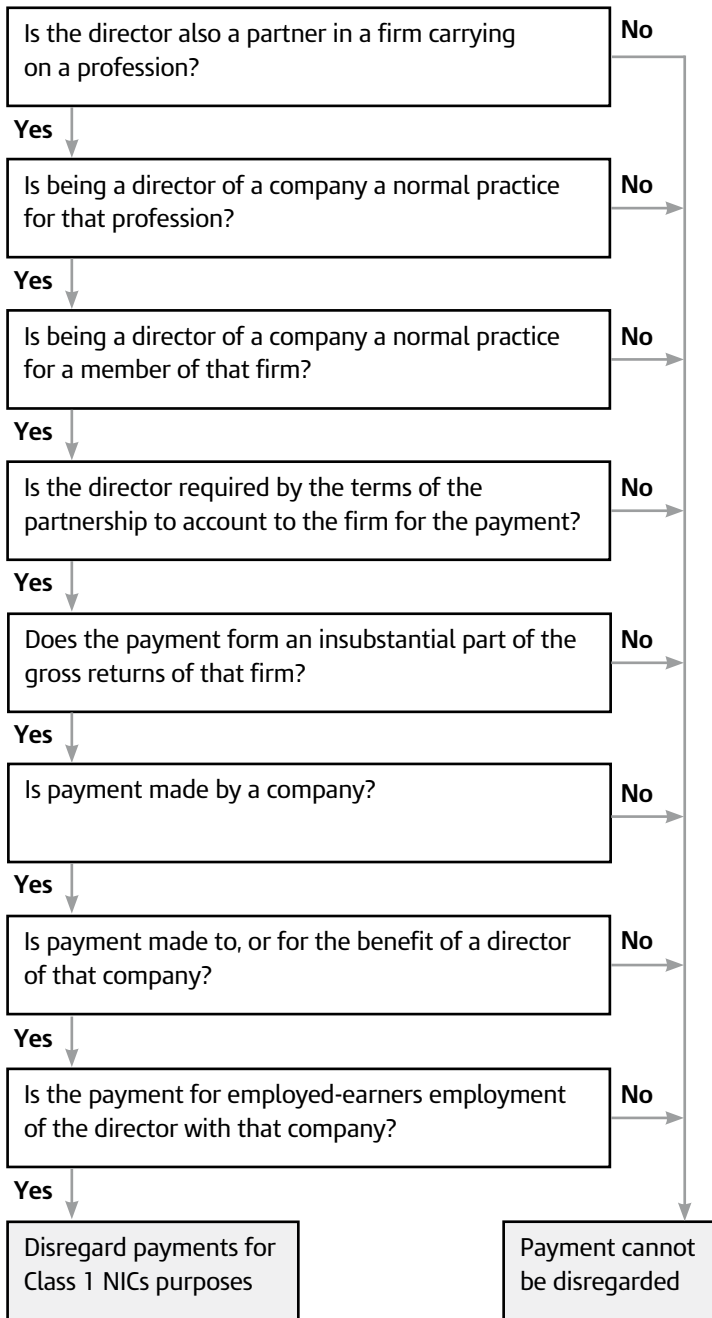 Is the director also a partner in a firm carrying
on a profession?
No
Yes
Is being a director of a company a normal practice
for that profession?
No
Yes
Is being a director of a company a normal practice
for a member of that firm?
No
Yes
Is the director required by the terms of the
partnership to account to the firm for the payment?
No
Yes
Does the payment form an insubstantial part of the
gross returns of that firm?
No
Yes
Is payment made by a company?
No
Yes
Is payment made to, or for the benefit of a director
of that company?
No
Yes
Is the payment for employed-earners employment
of the director with that company?
No
Yes
Disregard payments for
Class 1 NICs purposes
Payment cannot
be disregarded